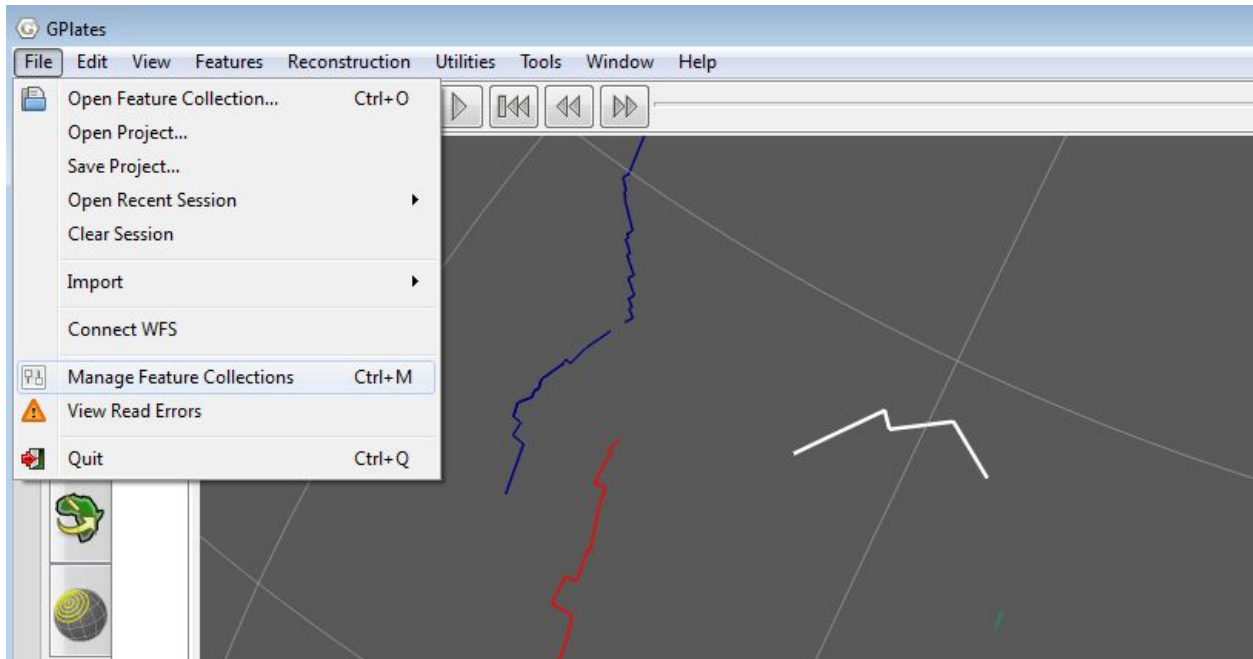 GPlates
File Edit View Features Reconstruction Utilities Tools Window Help
Open Feature Collection... Ctrl+O
Open Project...
Save Project...
Open Recent Session
Clear Session
Import
Connect WFS
Manage Feature Collections Ctrl+M
View Read Errors
Quit Ctrl+Q